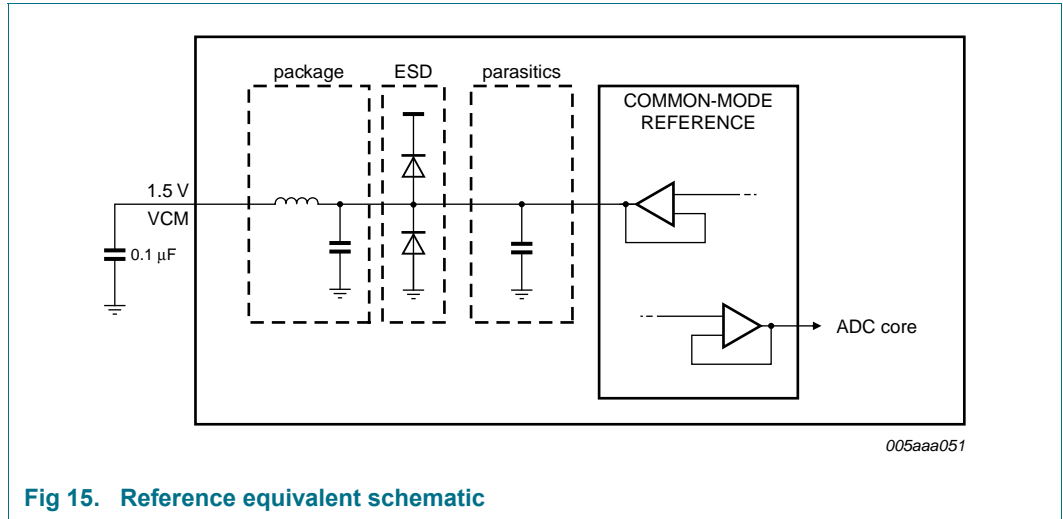 package
ESD
parasitics
COMMON-MODE
REFERENCE
1.5 V
VCM
0.1 μF
ADC core
005aaa051
Fig 15. Reference equivalent schematic